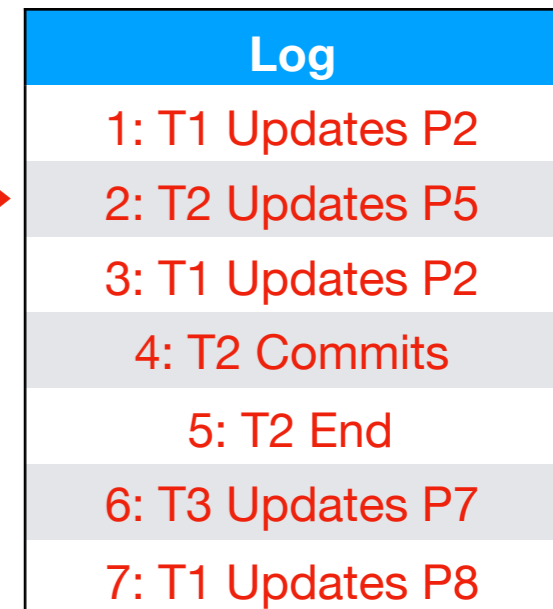 Log
1: T1 Updates P2
2: T2 Updates P5
3: T1 Updates P2
4: T2 Commits
5: T2 End
6: T3 Updates P7
7: T1 Updates P8